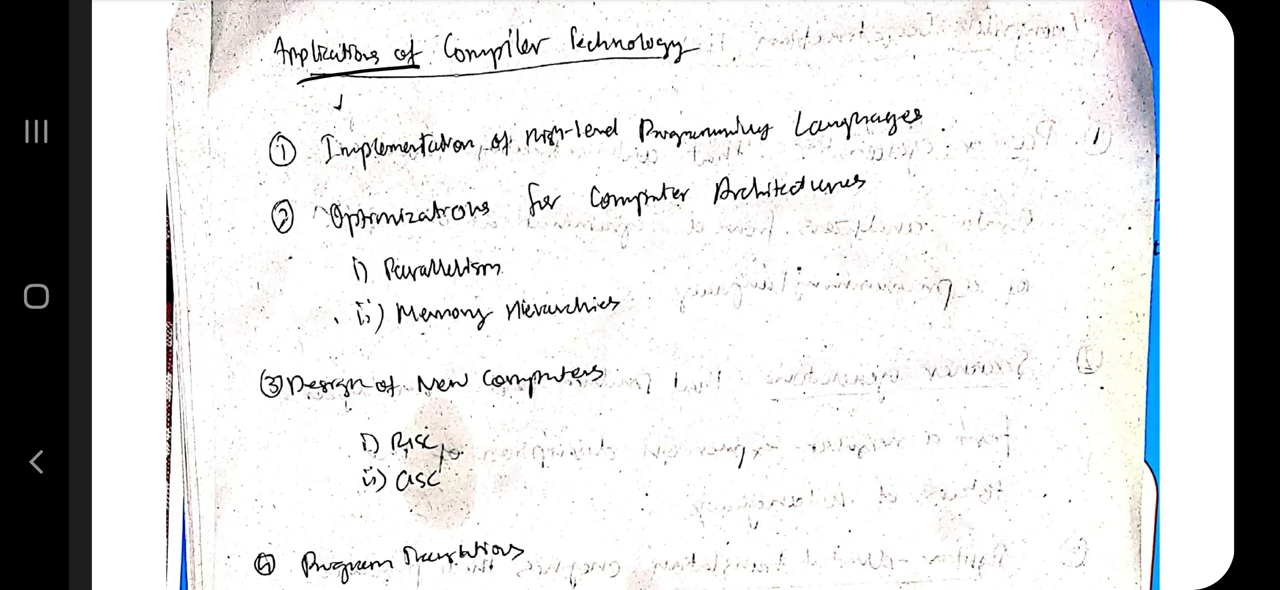 Applications of Compiler Technology
① Implementation of High-level Programming Languages
② Optimizations for Computer Architectures
i) Parallelism
ii) Memory Hierarchies
③ Design of New Computers
i) RISC
ii) CISC
④ Program Translations